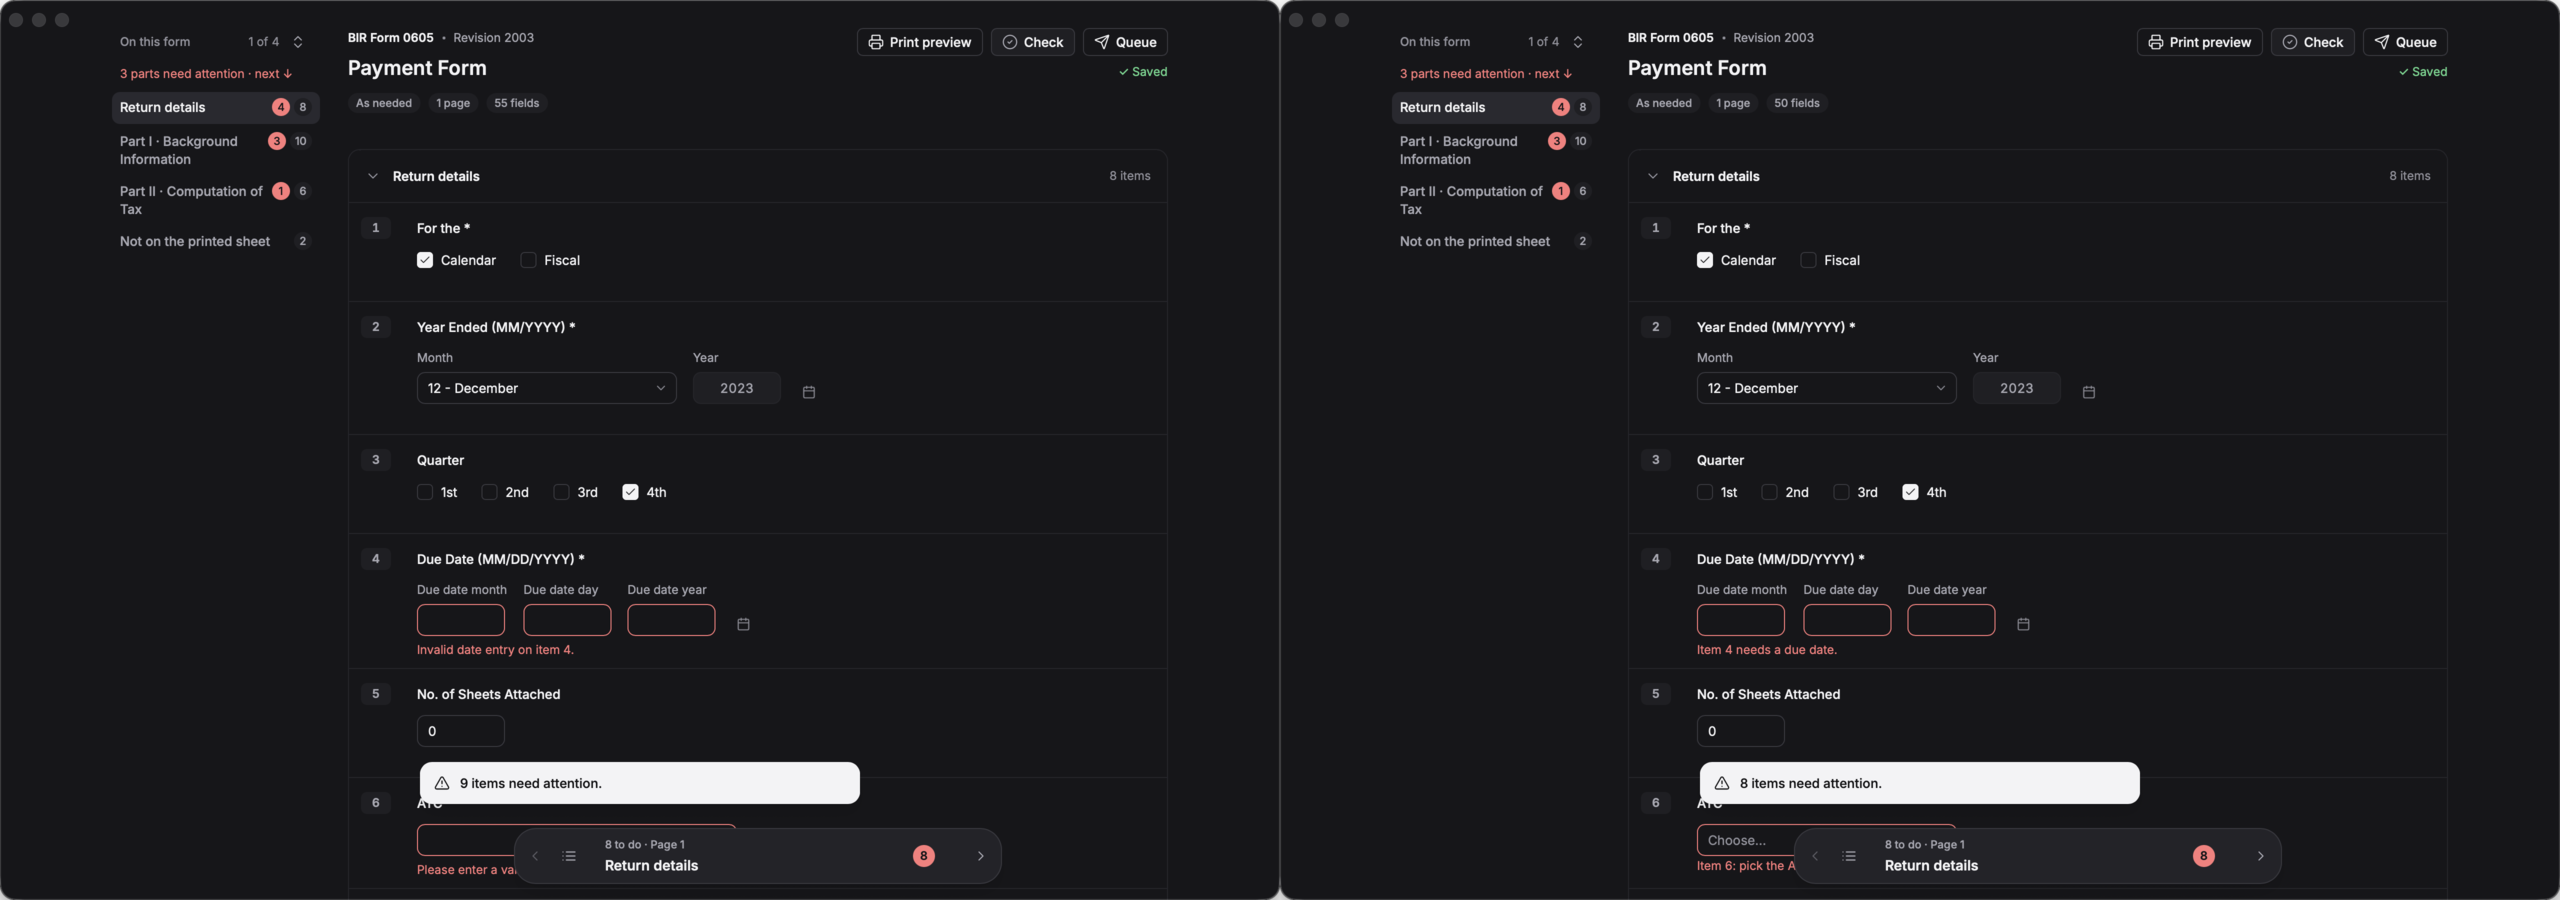 On this form 1 of 4
3 parts need attention · next ↓
Return details 4 8
Part I · Background Information 3 10
Part II · Computation of Tax 1 6
Not on the printed sheet 2
BIR Form 0605 • Revision 2003
Payment Form
As needed 1 page 55 fields
Print preview Check Queue
✓ Saved
Return details 8 items
1 For the *
Calendar Fiscal
2 Year Ended (MM/YYYY) *
Month Year
12 - December 2023
3 Quarter
1st 2nd 3rd 4th
4 Due Date (MM/DD/YYYY) *
Due date month Due date day Due date year
Invalid date entry on item 4.
5 No. of Sheets Attached
0
9 items need attention.
6 ATC
Please enter a
8 to do · Page 1
Return details 8
On this form 1 of 4
3 parts need attention · next ↓
Return details 4 8
Part I · Background Information 3 10
Part II · Computation of Tax 1 6
Not on the printed sheet 2
BIR Form 0605 • Revision 2003
Payment Form
As needed 1 page 50 fields
Print preview Check Queue
✓ Saved
Return details 8 items
1 For the *
Calendar Fiscal
2 Year Ended (MM/YYYY) *
Month Year
12 - December 2023
3 Quarter
1st 2nd 3rd 4th
4 Due Date (MM/DD/YYYY) *
Due date month Due date day Due date year
Item 4 needs a due date.
5 No. of Sheets Attached
0
8 items need attention.
6 ATC
Choose...
Item 6: pick the
8 to do · Page 1
Return details 8